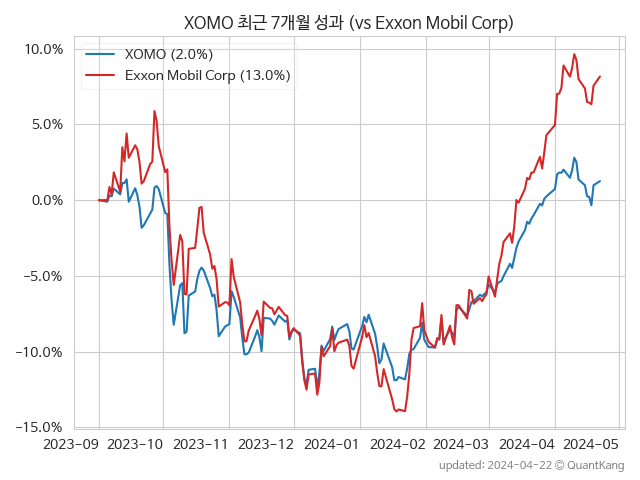 XOMO 최근 7개월 성과 (vs Exxon Mobil Corp)
XOMO (2.0%)
Exxon Mobil Corp (13.0%)
10.0%
5.0%
0.0%
−5.0%
−10.0%
−15.0%
2023−09 2023−10 2023−11 2023−12 2024−01 2024−02 2024−03 2024−04 2024−05
updated: 2024−04−22 © QuantKang